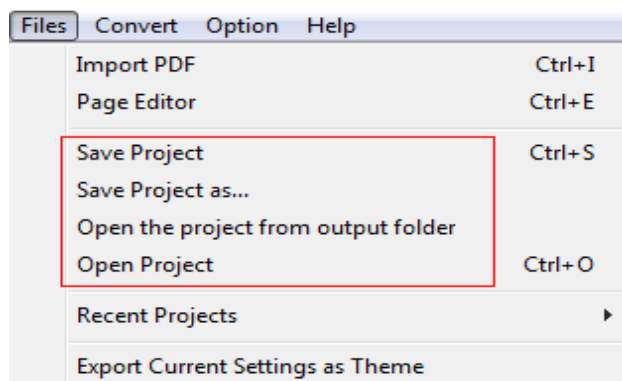 Files Convert Option Help
Import PDF Ctrl+I
Page Editor Ctrl+E
Save Project Ctrl+S
Save Project as...
Open the project from output folder
Open Project Ctrl+O
Recent Projects
Export Current Settings as Theme